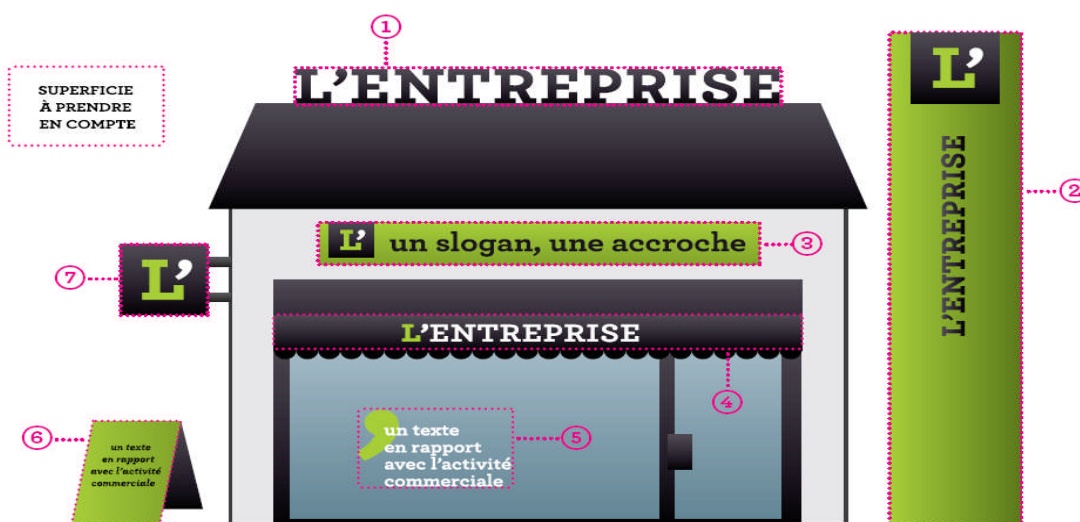 1
L'ENTREPRISE
SUPERFICIE
À PRENDRE
EN COMPTE
L'
L'ENTREPRISE
2
L' un slogan, une accroche
3
L'
7
L'ENTREPRISE
4
un texte
en rapport
avec l'activité
commerciale
5
6
un texte
en rapport
avec l'activité
commerciale